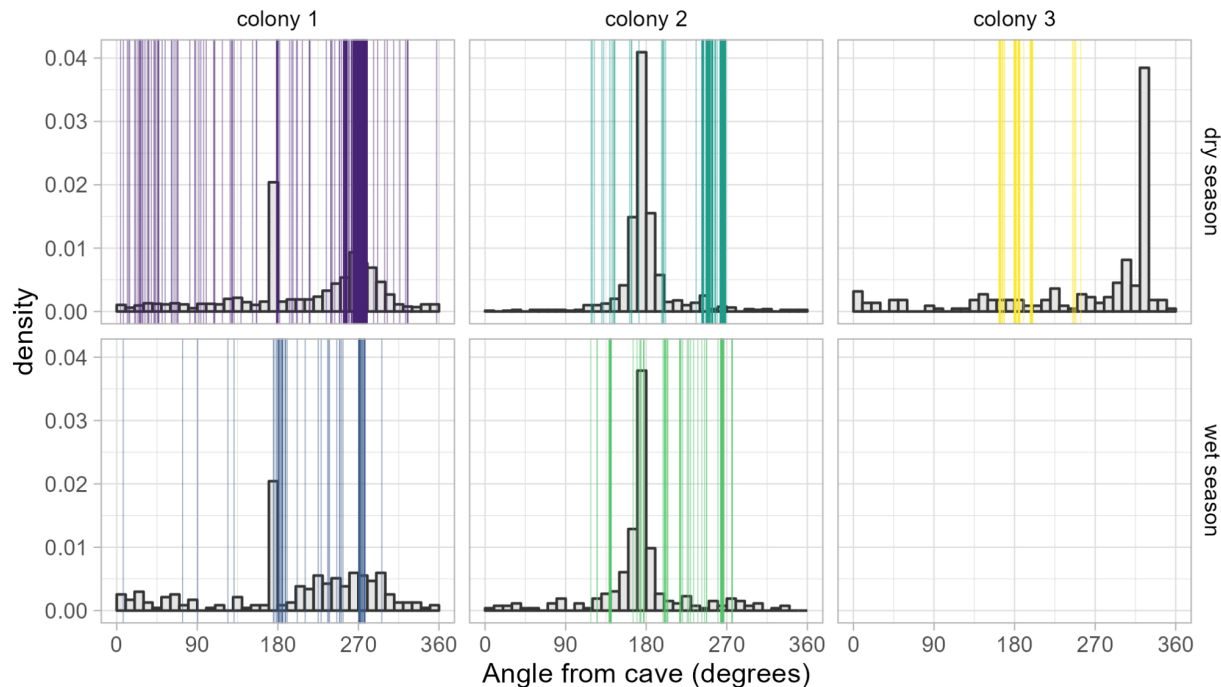 colony 1 colony 2 colony 3
0.04
0.03
0.02
0.01
0.00
dry season
density
0.04
0.03
0.02
0.01
0.00
wet season
0 90 180 270 360 0 90 180 270 360 0 90 180 270 360
Angle from cave (degrees)